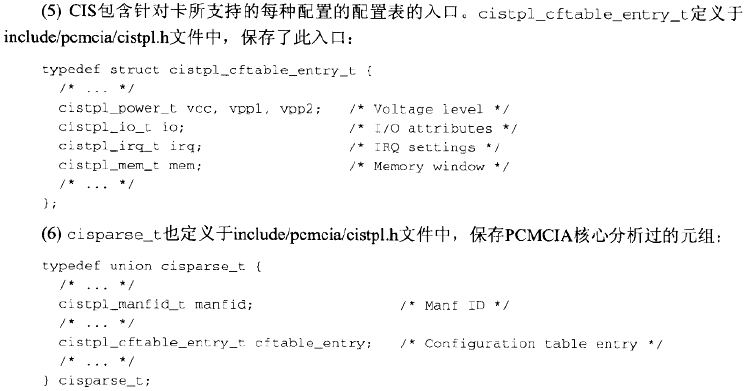 (5) CIS包含针对卡所支持的每种配置的配置表的入口。cistpl_cftable_entry_t定义于
include/pcmcia/cistpl.h文件中，保存了此入口：
typedef struct cistpl_cftable_entry_t {
/* ... */
cistpl_power_t vcc, vpp1, vpp2; /* Voltage level */
cistpl_io_t io; /* I/O attributes */
cistpl_irq_t irq; /* IRQ settings */
cistpl_mem_t mem; /* Memory window */
/* ... */
};
(6) cisparse_t也定义于include/pcmcia/cistpl.h文件中，保存PCMCIA核心分析过的元组：
typedef union cisparse_t {
/* ... */
cistpl_manfid_t manfid; /* Manf ID */
/* ... */
cistpl_cftable_entry_t cftable_entry; /* Configuration table entry */
/* ... */
} cisparse_t;